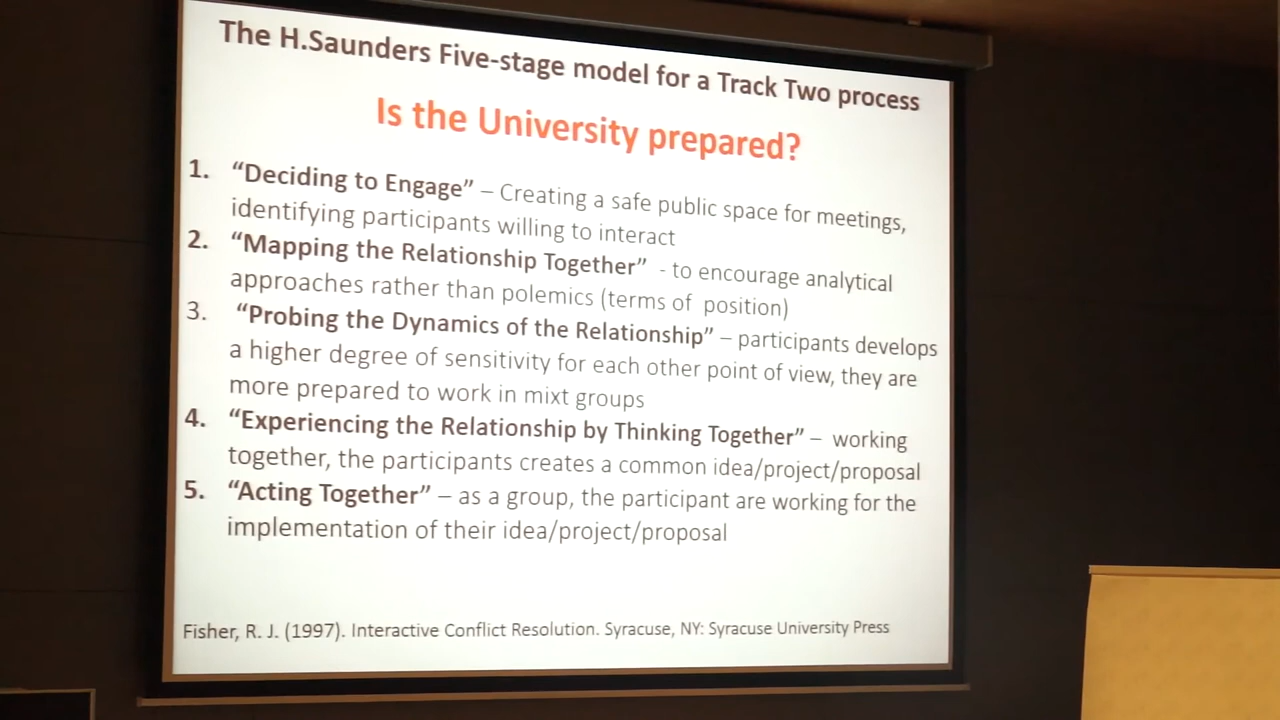 The H.Saunders Five-stage model for a Track Two process
Is the University prepared?
1. “Deciding to Engage” – Creating a safe public space for meetings,
identifying participants willing to interact
2. “Mapping the Relationship Together” - to encourage analytical
approaches rather than polemics (terms of position)
3. “Probing the Dynamics of the Relationship” – participants develops
a higher degree of sensitivity for each other point of view, they are
more prepared to work in mixt groups
4. “Experiencing the Relationship by Thinking Together” – working
together, the participants creates a common idea/project/proposal
5. “Acting Together” – as a group, the participant are working for the
implementation of their idea/project/proposal
Fisher, R. J. (1997). Interactive Conflict Resolution. Syracuse, NY: Syracuse University Press